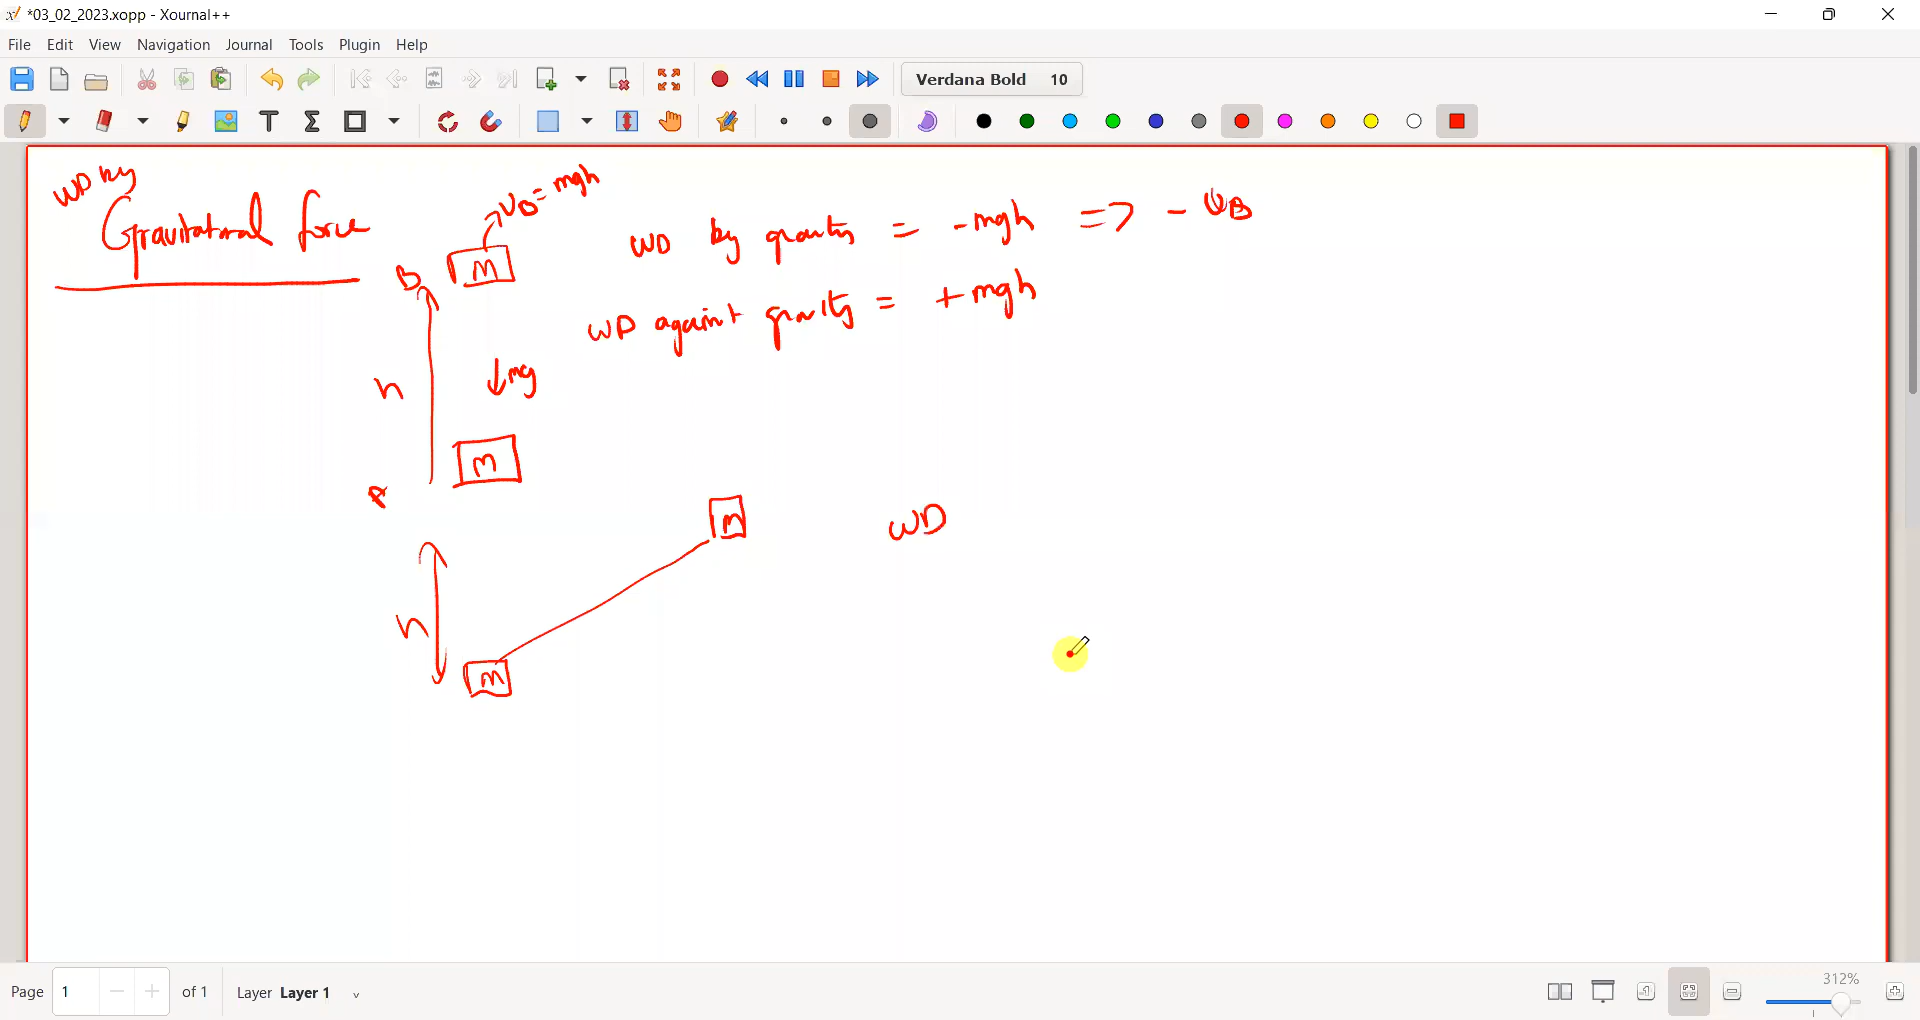 *03_02_2023.xopp - Xournal++
File Edit View Navigation Journal Tools Plugin Help
Verdana Bold 10
WD by
Gravitational force
UB = mgh
WD by gravity = -mgh => - UB
B
m
WD against gravity = +mgh
h
↓mg
m
A
m
WD
h
m
Page 1 of 1 Layer Layer 1
312%